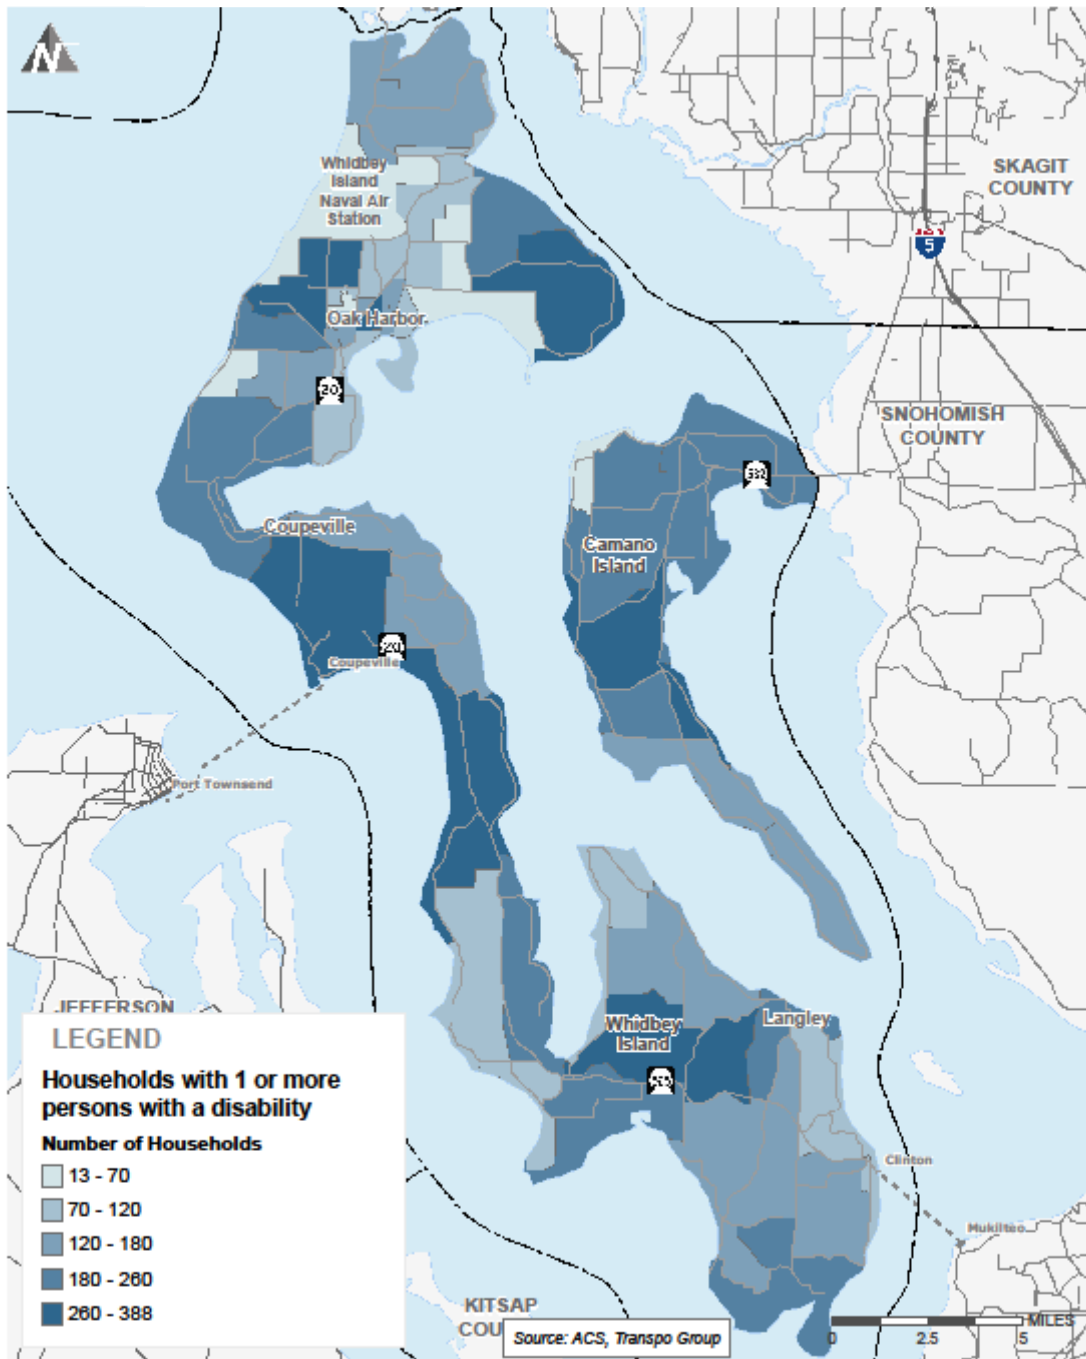 N
Whidbey
Island
Naval Air
Station
SKAGIT
COUNTY
5
Oak Harbor
20
SNOHOMISH
COUNTY
532
Coupeville
Camano
Island
Coupeville
Port Townsend
JEFFERSON
Whidbey
Island
Langley
525
Clinton
Mukilteo
KITSAP
LEGEND
Households with 1 or more
persons with a disability
Number of Households
13 - 70
70 - 120
120 - 180
180 - 260
260 - 388
Source: ACS, Transpo Group
MILES
0 2.5 5